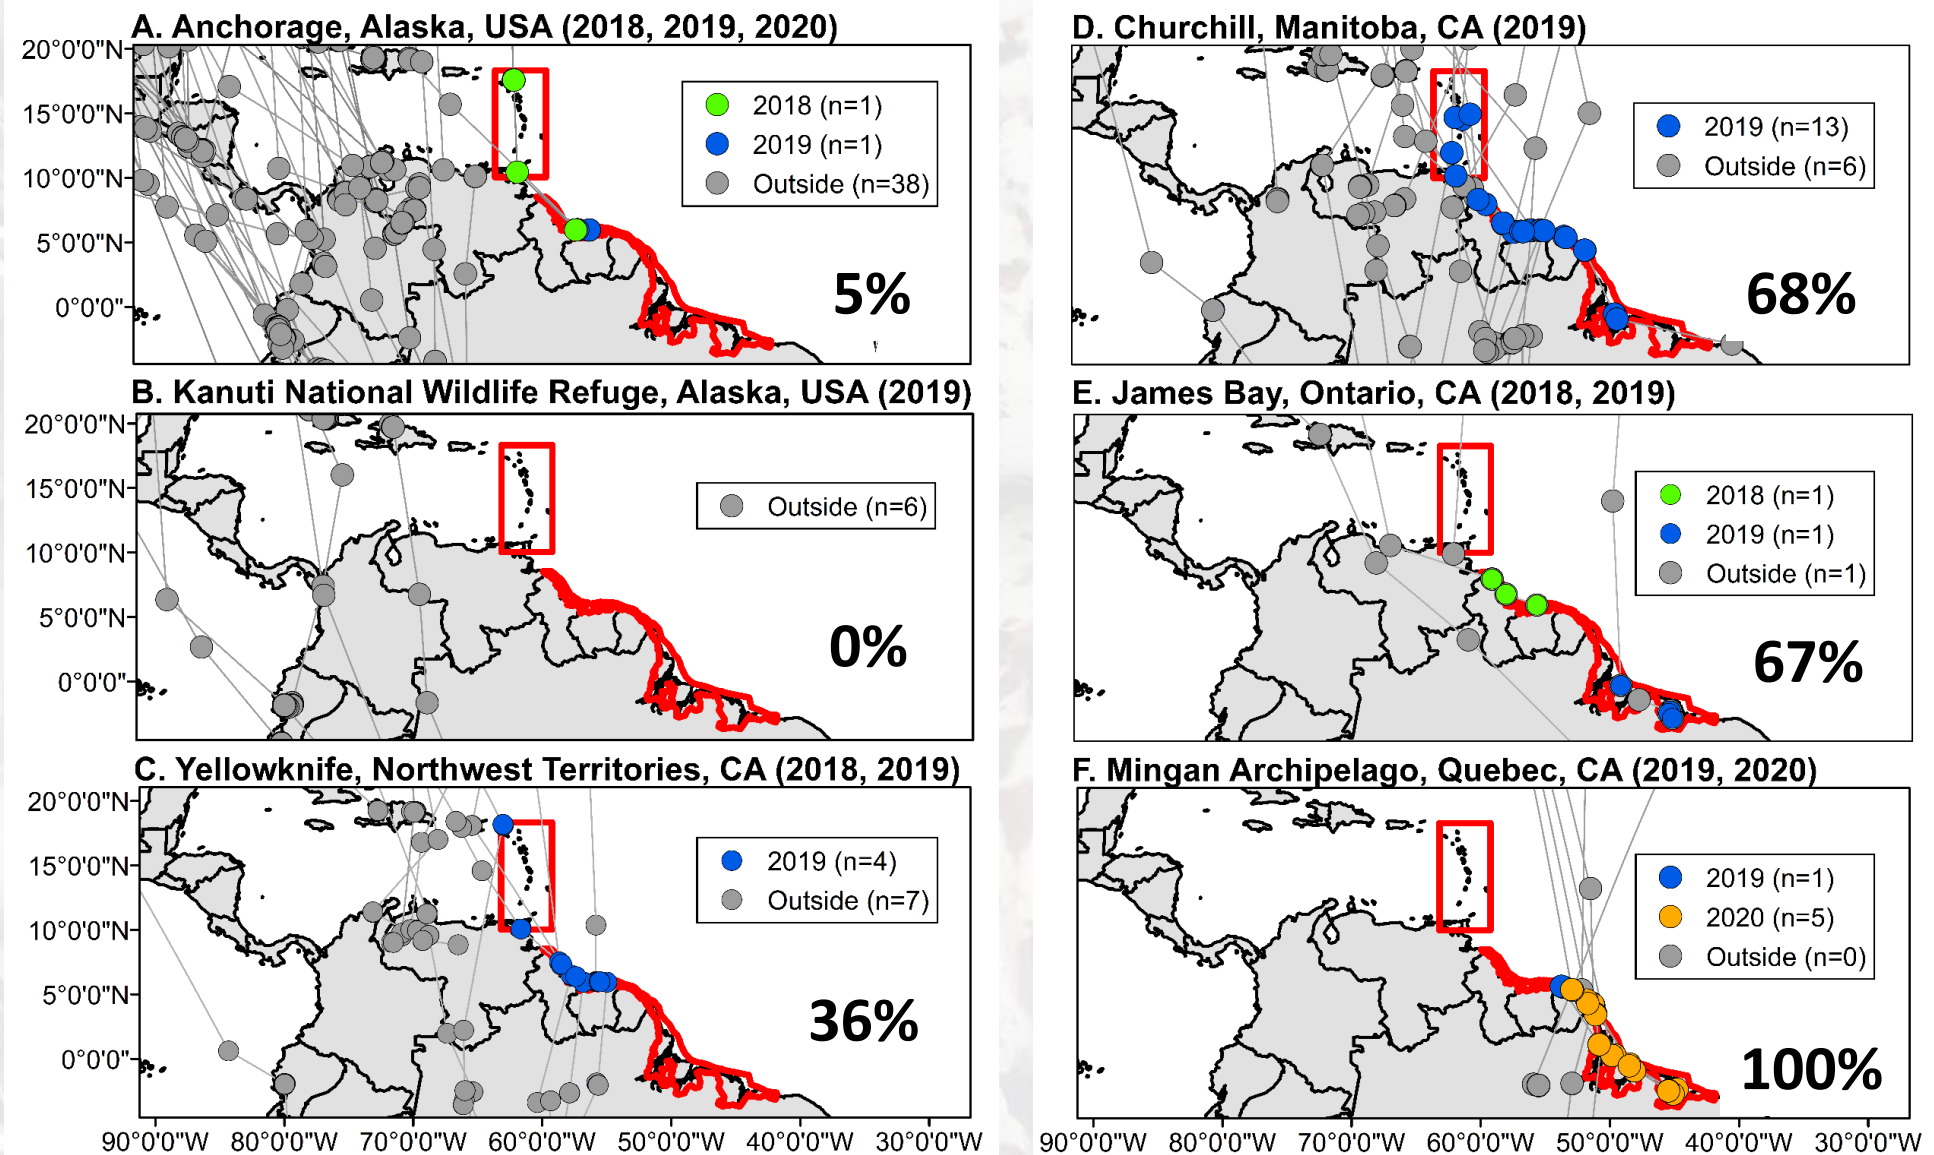 A. Anchorage, Alaska, USA (2018, 2019, 2020)
20°0'0"N
15°0'0"N
10°0'0"N
5°0'0"N
0°0'0"
2018 (n=1)
2019 (n=1)
Outside (n=38)
5%
B. Kanuti National Wildlife Refuge, Alaska, USA (2019)
20°0'0"N
15°0'0"N
10°0'0"N
5°0'0"N
0°0'0"
Outside (n=6)
0%
C. Yellowknife, Northwest Territories, CA (2018, 2019)
20°0'0"N
15°0'0"N
10°0'0"N
5°0'0"N
0°0'0"
2019 (n=4)
Outside (n=7)
36%
90°0'0"W 80°0'0"W 70°0'0"W 60°0'0"W 50°0'0"W 40°0'0"W 30°0'0"W
D. Churchill, Manitoba, CA (2019)
2019 (n=13)
Outside (n=6)
68%
E. James Bay, Ontario, CA (2018, 2019)
2018 (n=1)
2019 (n=1)
Outside (n=1)
67%
F. Mingan Archipelago, Quebec, CA (2019, 2020)
2019 (n=1)
2020 (n=5)
Outside (n=0)
100%
90°0'0"W 80°0'0"W 70°0'0"W 60°0'0"W 50°0'0"W 40°0'0"W 30°0'0"W